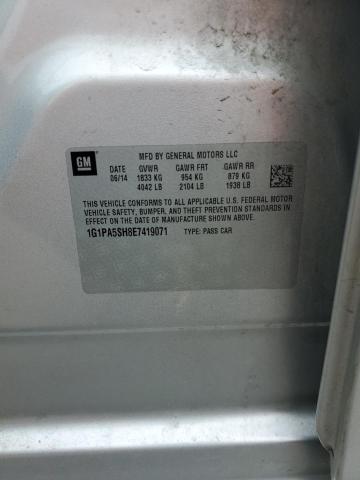 GM
MFD BY GENERAL MOTORS LLC
DATE GVWR GAWR FRT GAWR RR
06/14 1833 KG 954 KG 879 KG
4042 LB 2104 LB 1938 LB
THIS VEHICLE CONFORMS TO ALL APPLICABLE U.S. FEDERAL MOTOR
VEHICLE SAFETY, BUMPER, AND THEFT PREVENTION STANDARDS IN
EFFECT ON THE DATE OF MANUFACTURE SHOWN ABOVE.
1G1PA5SH8E7419071 TYPE: PASS CAR